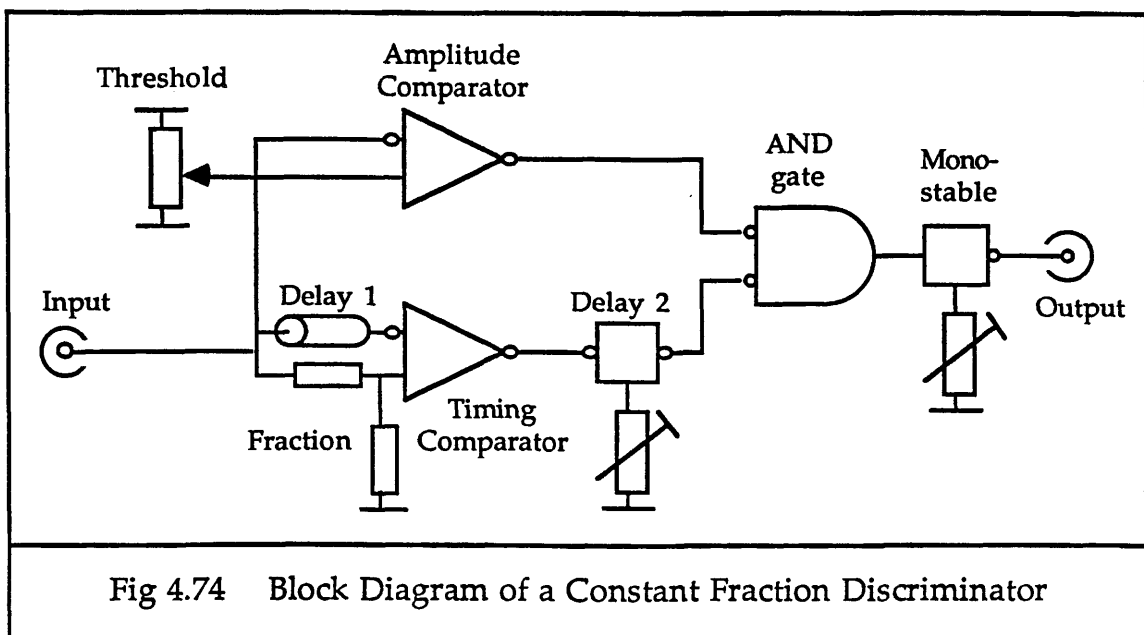 Threshold
Amplitude
Comparator
AND
gate
Mono-
stable
Input
Delay 1
Delay 2
Output
Fraction
Timing
Comparator
Fig 4.74 Block Diagram of a Constant Fraction Discriminator